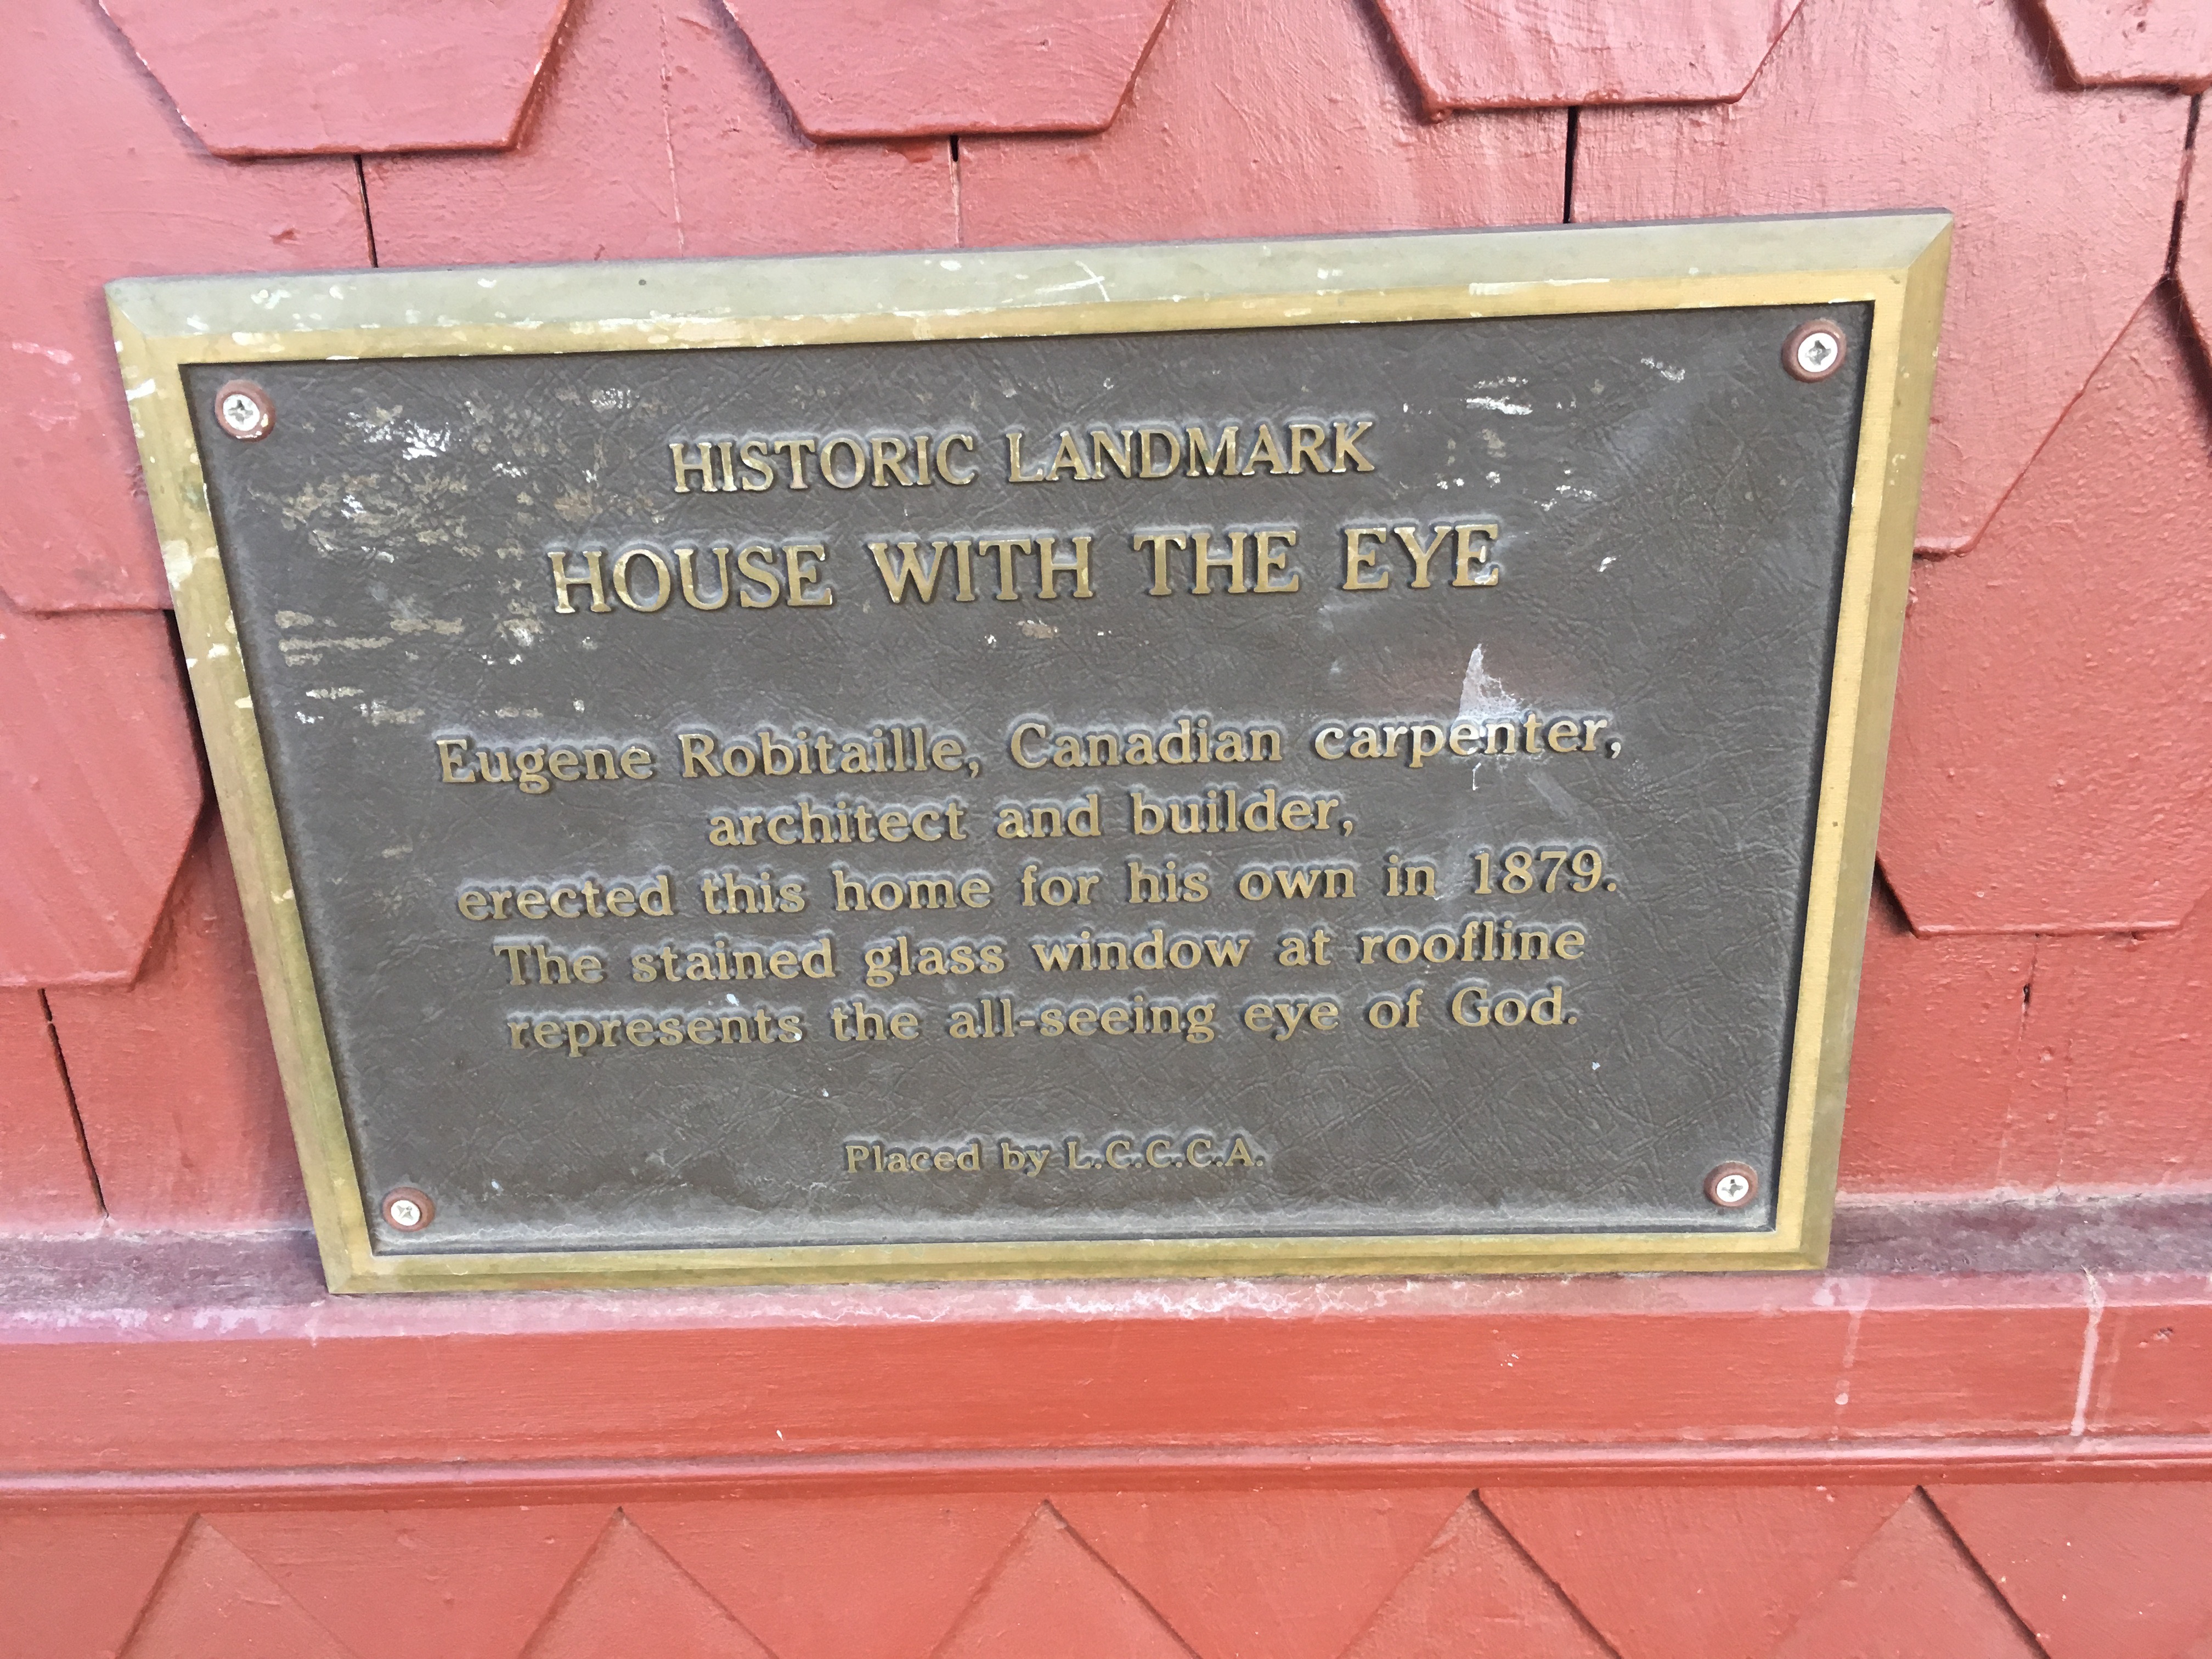 HISTORIC LANDMARK
HOUSE WITH THE EYE
Eugene Robitaille, Canadian carpenter,
architect and builder,
erected this home for his own in 1879.
The stained glass window at roofline
represents the all-seeing eye of God.
Placed by L.C.C.C.A.